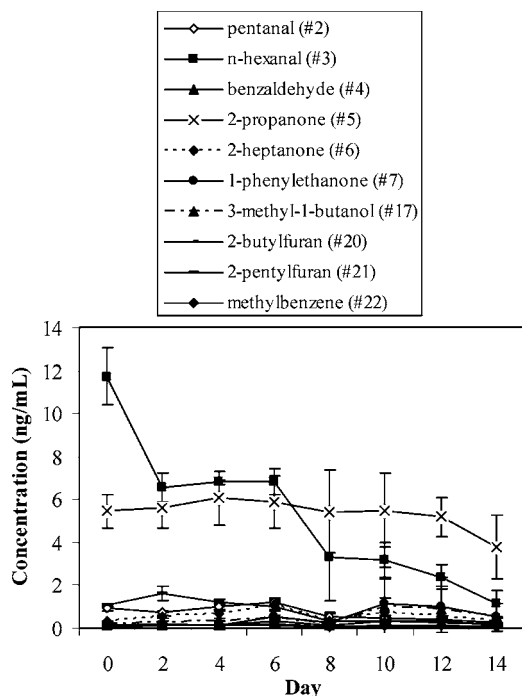 pentanal (#2)
n-hexanal (#3)
benzaldehyde (#4)
2-propanone (#5)
2-heptanone (#6)
1-phenylethanone (#7)
3-methyl-1-butanol (#17)
2-butylfuran (#20)
2-pentylfuran (#21)
methylbenzene (#22)
Concentration (ng/mL)
14
12
10
8
6
4
2
0
0 2 4 6 8 10 12 14
Day